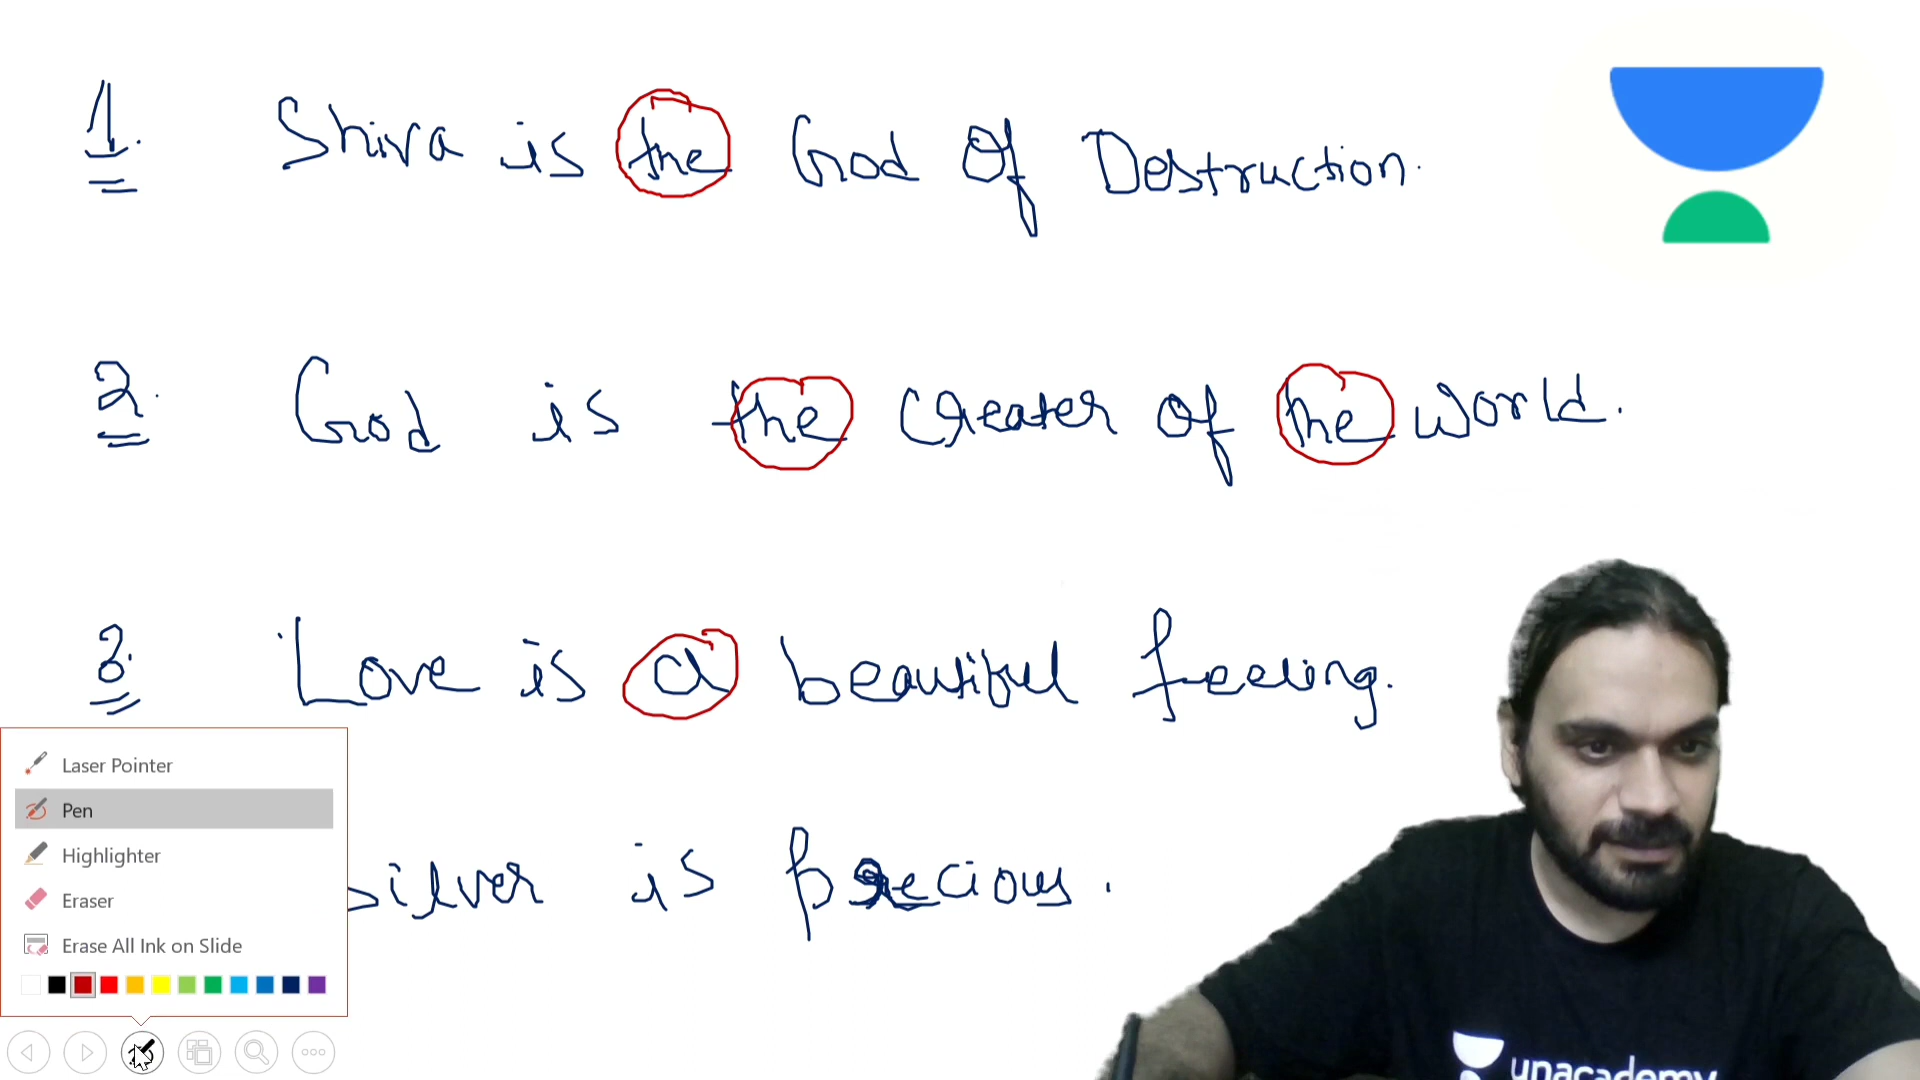 1. Shiva is the God Of Destruction.
2. God is the Creater of the world.
3. Love is a beautiful feeling.
Laser Pointer
Pen
Silver is precious.
Highlighter
Eraser
Erase All Ink on Slide
unacademy